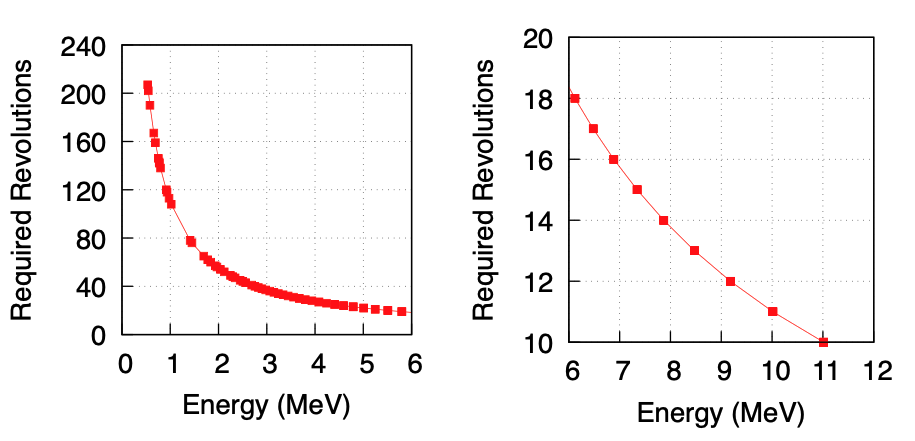 Required Revolutions
240
200
160
120
80
40
0
0 1 2 3 4 5 6
Energy (MeV)
Required Revolutions
20
18
16
14
12
10
6 7 8 9 10 11 12
Energy (MeV)